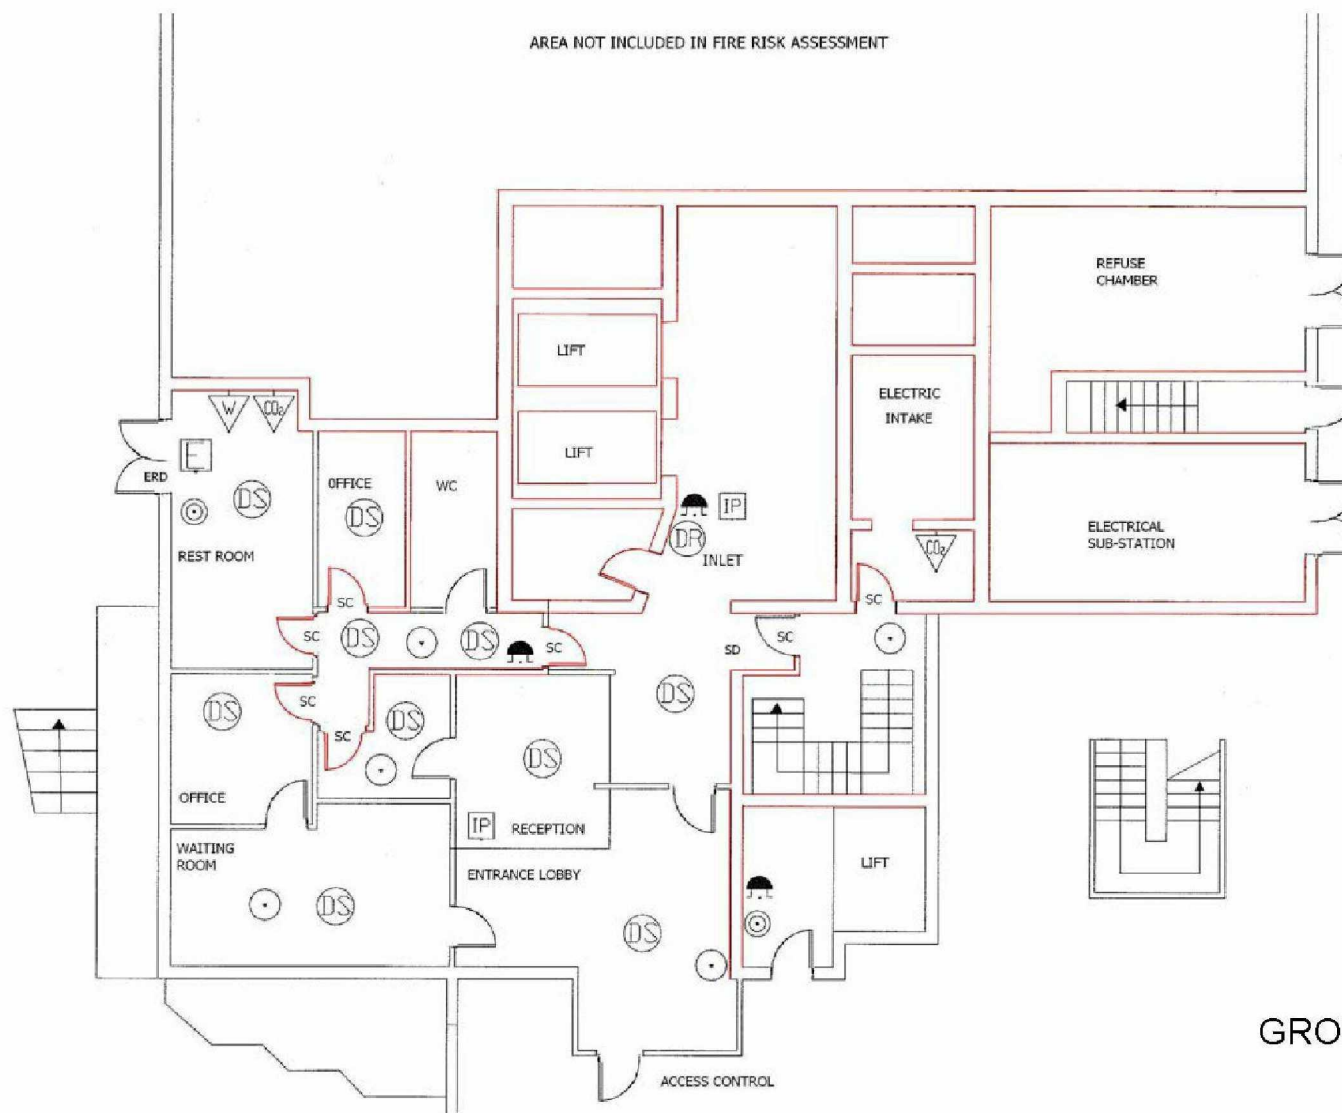 AREA NOT INCLUDED IN FIRE RISK ASSESSMENT
REFUSE
CHAMBER
LIFT
ELECTRIC
INTAKE
W
CO2
LIFT
E
ERD
OFFICE
WC
DS
DS
IP
DR
INLET
ELECTRICAL
SUB-STATION
CO2
REST ROOM
SC
SC
SC
DS
DS
SC
SD
SC
DS
SC
DS
DS
SC
DS
OFFICE
IP
RECEPTION
WAITING
ROOM
ENTRANCE LOBBY
LIFT
DS
DS
GRO
ACCESS CONTROL